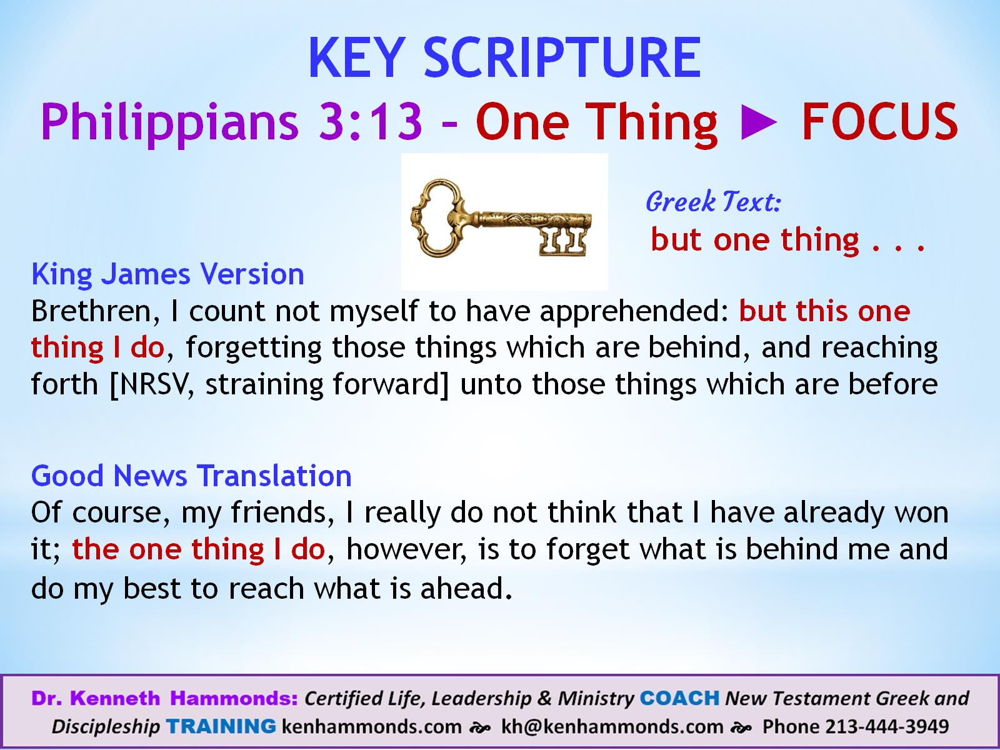 KEY SCRIPTURE
Philippians 3:13 – One Thing ► FOCUS
Greek Text:
but one thing . . .
King James Version
Brethren, I count not myself to have apprehended: but this one
thing I do, forgetting those things which are behind, and reaching
forth [NRSV, straining forward] unto those things which are before
Good News Translation
Of course, my friends, I really do not think that I have already won
it; the one thing I do, however, is to forget what is behind me and
do my best to reach what is ahead.
Dr. Kenneth Hammonds: Certified Life, Leadership & Ministry COACH New Testament Greek and
Discipleship TRAINING kenhammonds.com ⁂ kh@kenhammonds.com ⁂ Phone 213-444-3949